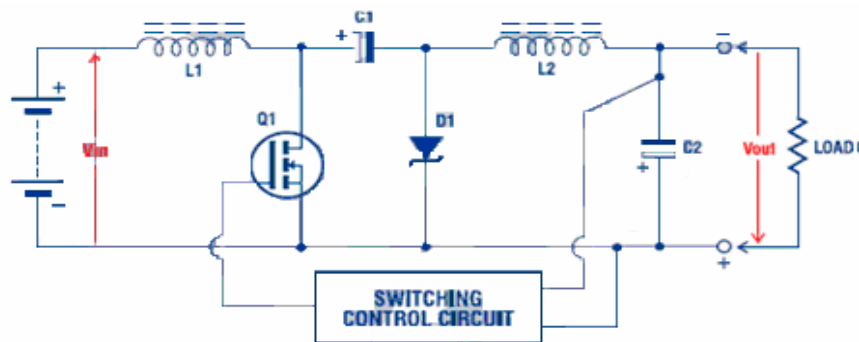 C1
+
L1
L2
−
+
Q1
D1
Vin
C2
Vout
LOAD
+
−
+
SWITCHING
CONTROL CIRCUIT